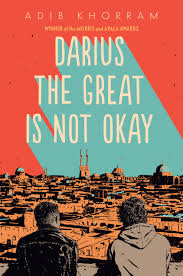 ADIB KHORRAM
WINNER OF THE MORRIS AND APALA AWARDS
DARIUS
THE GREAT
IS NOT OKAY